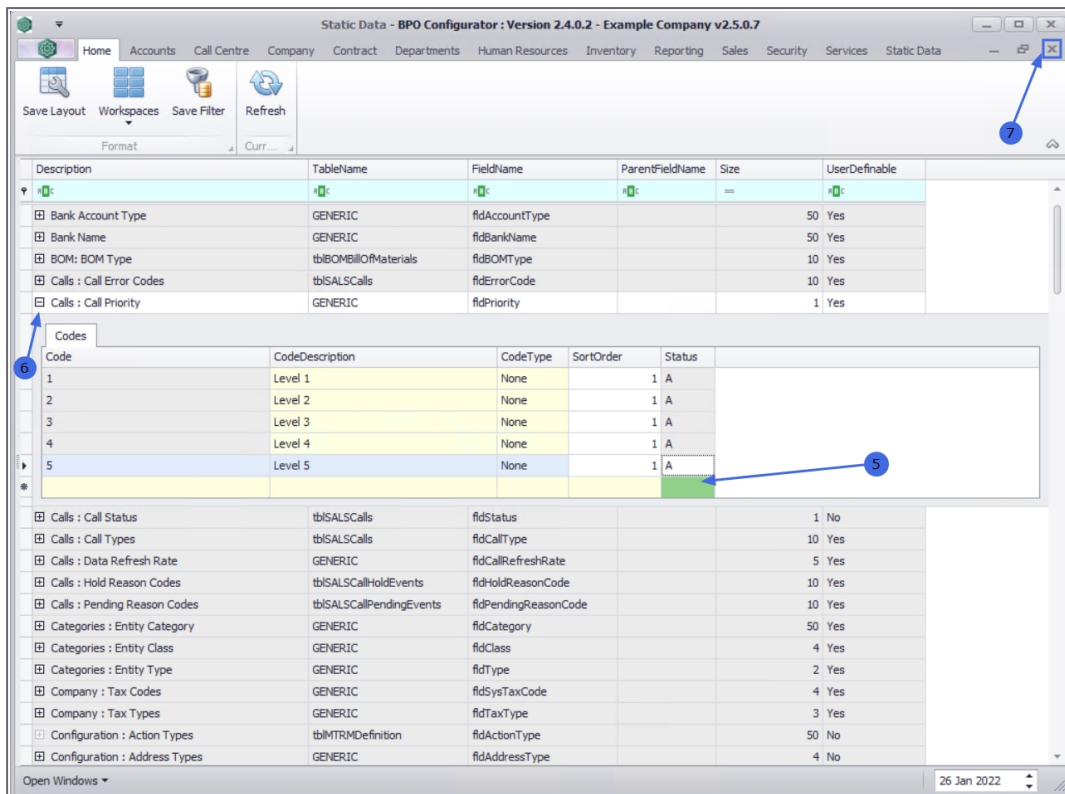 Static Data - BPO Configurator : Version 2.4.0.2 - Example Company v2.5.0.7
Home Accounts Call Centre Company Contract Departments Human Resources Inventory Reporting Sales Security Services Static Data
7
Save Layout Workspaces Save Filter Refresh
Format Curr...
Description TableName FieldName ParentFieldName Size UserDefinable
ABC ABC ABC ABC = ABC
Bank Account Type GENERIC fldAccountType 50 Yes
Bank Name GENERIC fldBankName 50 Yes
BOM: BOM Type tblBOMBillOfMaterials fldBOMType 10 Yes
Calls : Call Error Codes tblSALSCalls fldErrorCode 10 Yes
Calls : Call Priority GENERIC fldPriority 1 Yes
Codes
6
Code CodeDescription CodeType SortOrder Status
1 Level 1 None 1 A
2 Level 2 None 1 A
3 Level 3 None 1 A
4 Level 4 None 1 A
5 Level 5 None 1 A
5
Calls : Call Status tblSALSCalls fldStatus 1 No
Calls : Call Types tblSALSCalls fldCallType 10 Yes
Calls : Data Refresh Rate GENERIC fldCallRefreshRate 5 Yes
Calls : Hold Reason Codes tblSALSCallHoldEvents fldHoldReasonCode 10 Yes
Calls : Pending Reason Codes tblSALSCallPendingEvents fldPendingReasonCode 10 Yes
Categories : Entity Category GENERIC fldCategory 50 Yes
Categories : Entity Class GENERIC fldClass 4 Yes
Categories : Entity Type GENERIC fldType 2 Yes
Company : Tax Codes GENERIC fldSysTaxCode 4 Yes
Company : Tax Types GENERIC fldTaxType 3 Yes
Configuration : Action Types tblMTRMDefinition fldActionType 50 No
Configuration : Address Types GENERIC fldAddressType 4 No
Open Windows 26 Jan 2022